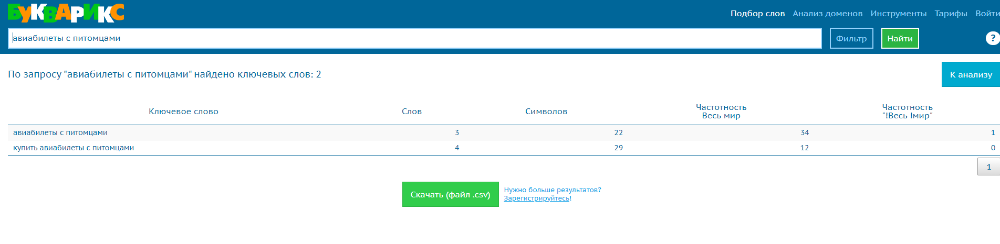 БУКВАРИКС
Подбор слов Анализ доменов Инструменты Тарифы Войти
авиабилеты с питомцами Фильтр Найти ?
По запросу "авиабилеты с питомцами" найдено ключевых слов: 2 К анализу
Ключевое слово Слов Символов Частотность Частотность
Весь мир "!Весь !мир"
авиабилеты с питомцами 3 22 34 1
купить авиабилеты с питомцами 4 29 12 0
1
Скачать (файл .csv) Нужно больше результатов?
Зарегистрируйтесь!